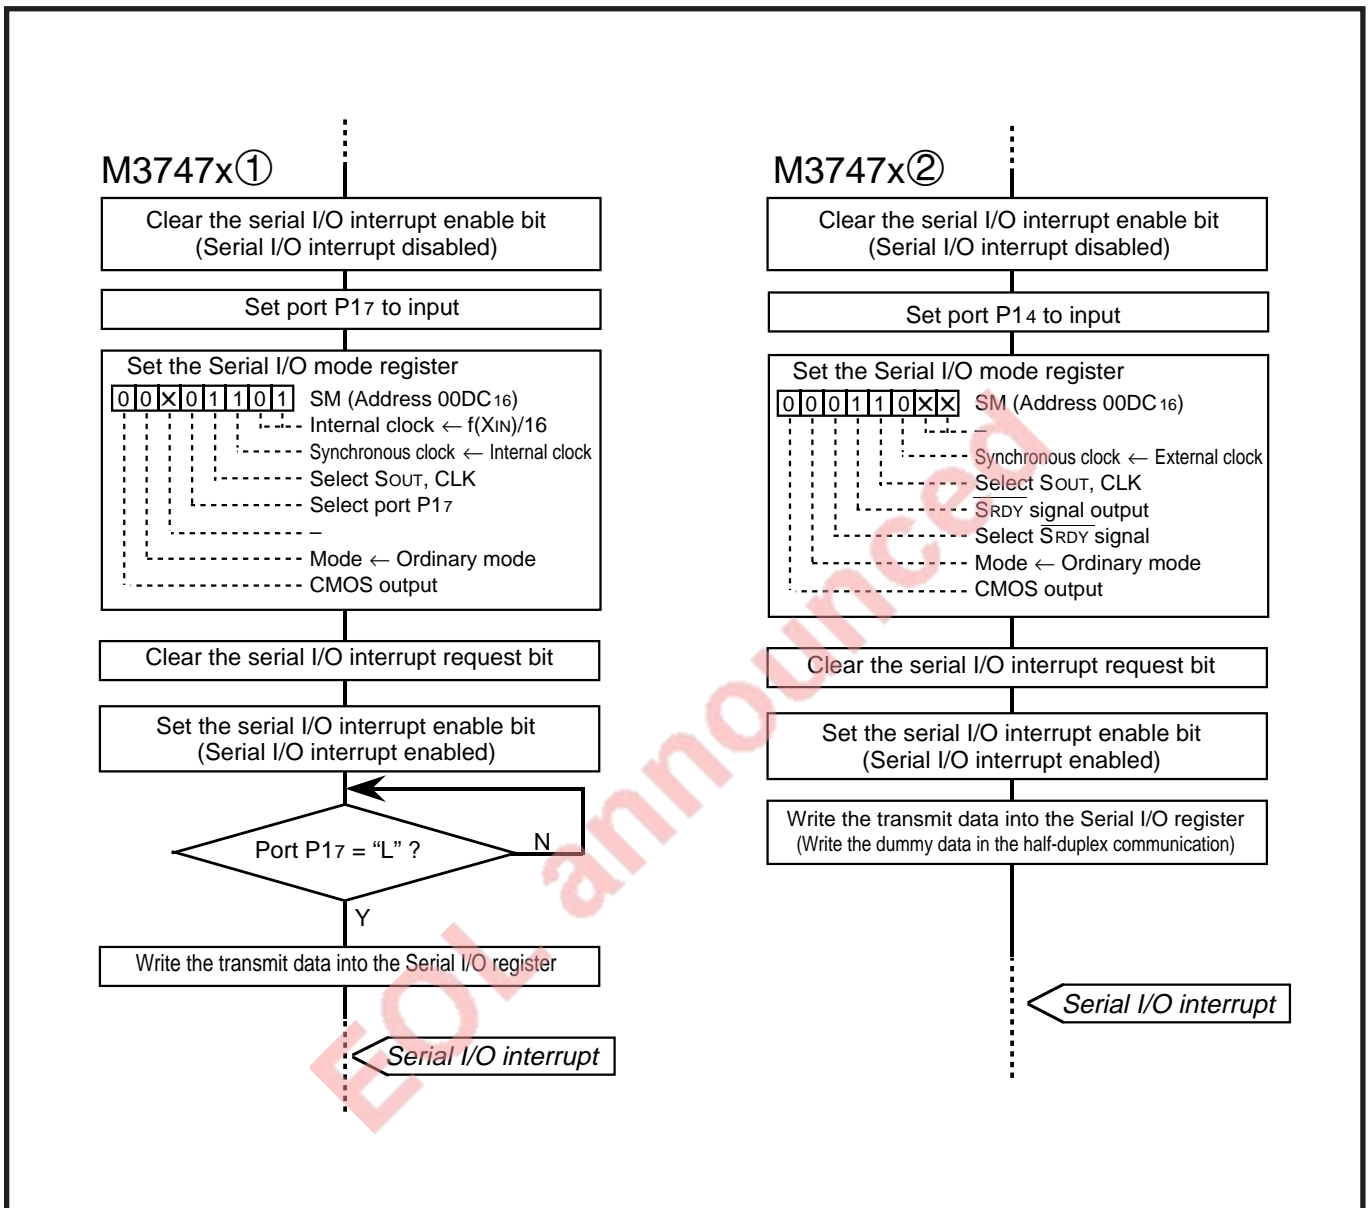 M3747x①
Clear the serial I/O interrupt enable bit
(Serial I/O interrupt disabled)
Set port P17 to input
Set the Serial I/O mode register
0 0 × 0 1 1 0 1 SM (Address 00DC16)
Internal clock ← f(XIN)/16
Synchronous clock ← Internal clock
Select SOUT, CLK
Select port P17
–
Mode ← Ordinary mode
CMOS output
Clear the serial I/O interrupt request bit
Set the serial I/O interrupt enable bit
(Serial I/O interrupt enabled)
Port P17 = “L” ?
N
Y
Write the transmit data into the Serial I/O register
Serial I/O interrupt
M3747x②
Clear the serial I/O interrupt enable bit
(Serial I/O interrupt disabled)
Set port P14 to input
Set the Serial I/O mode register
0 0 0 1 1 0 × × SM (Address 00DC16)
–
Synchronous clock ← External clock
Select SOUT, CLK
S̅R̅D̅Y̅ signal output
Select S̅R̅D̅Y̅ signal
Mode ← Ordinary mode
CMOS output
Clear the serial I/O interrupt request bit
Set the serial I/O interrupt enable bit
(Serial I/O interrupt enabled)
Write the transmit data into the Serial I/O register
(Write the dummy data in the half-duplex communication)
Serial I/O interrupt
EOL announced